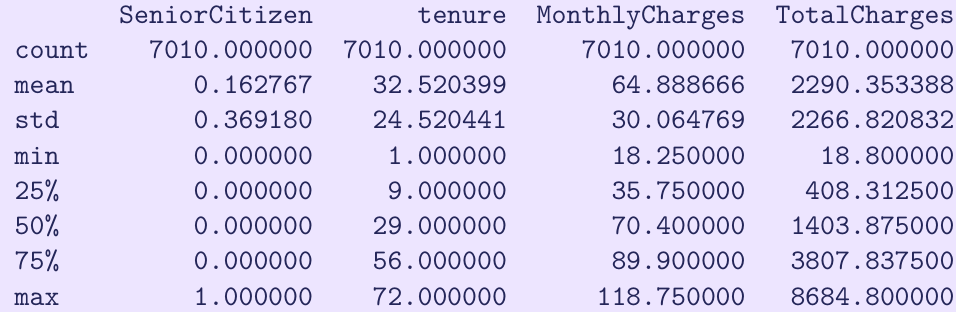 SeniorCitizen tenure MonthlyCharges TotalCharges
count 7010.000000 7010.000000 7010.000000 7010.000000
mean 0.162767 32.520399 64.888666 2290.353388
std 0.369180 24.520441 30.064769 2266.820832
min 0.000000 1.000000 18.250000 18.800000
25% 0.000000 9.000000 35.750000 408.312500
50% 0.000000 29.000000 70.400000 1403.875000
75% 0.000000 56.000000 89.900000 3807.837500
max 1.000000 72.000000 118.750000 8684.800000